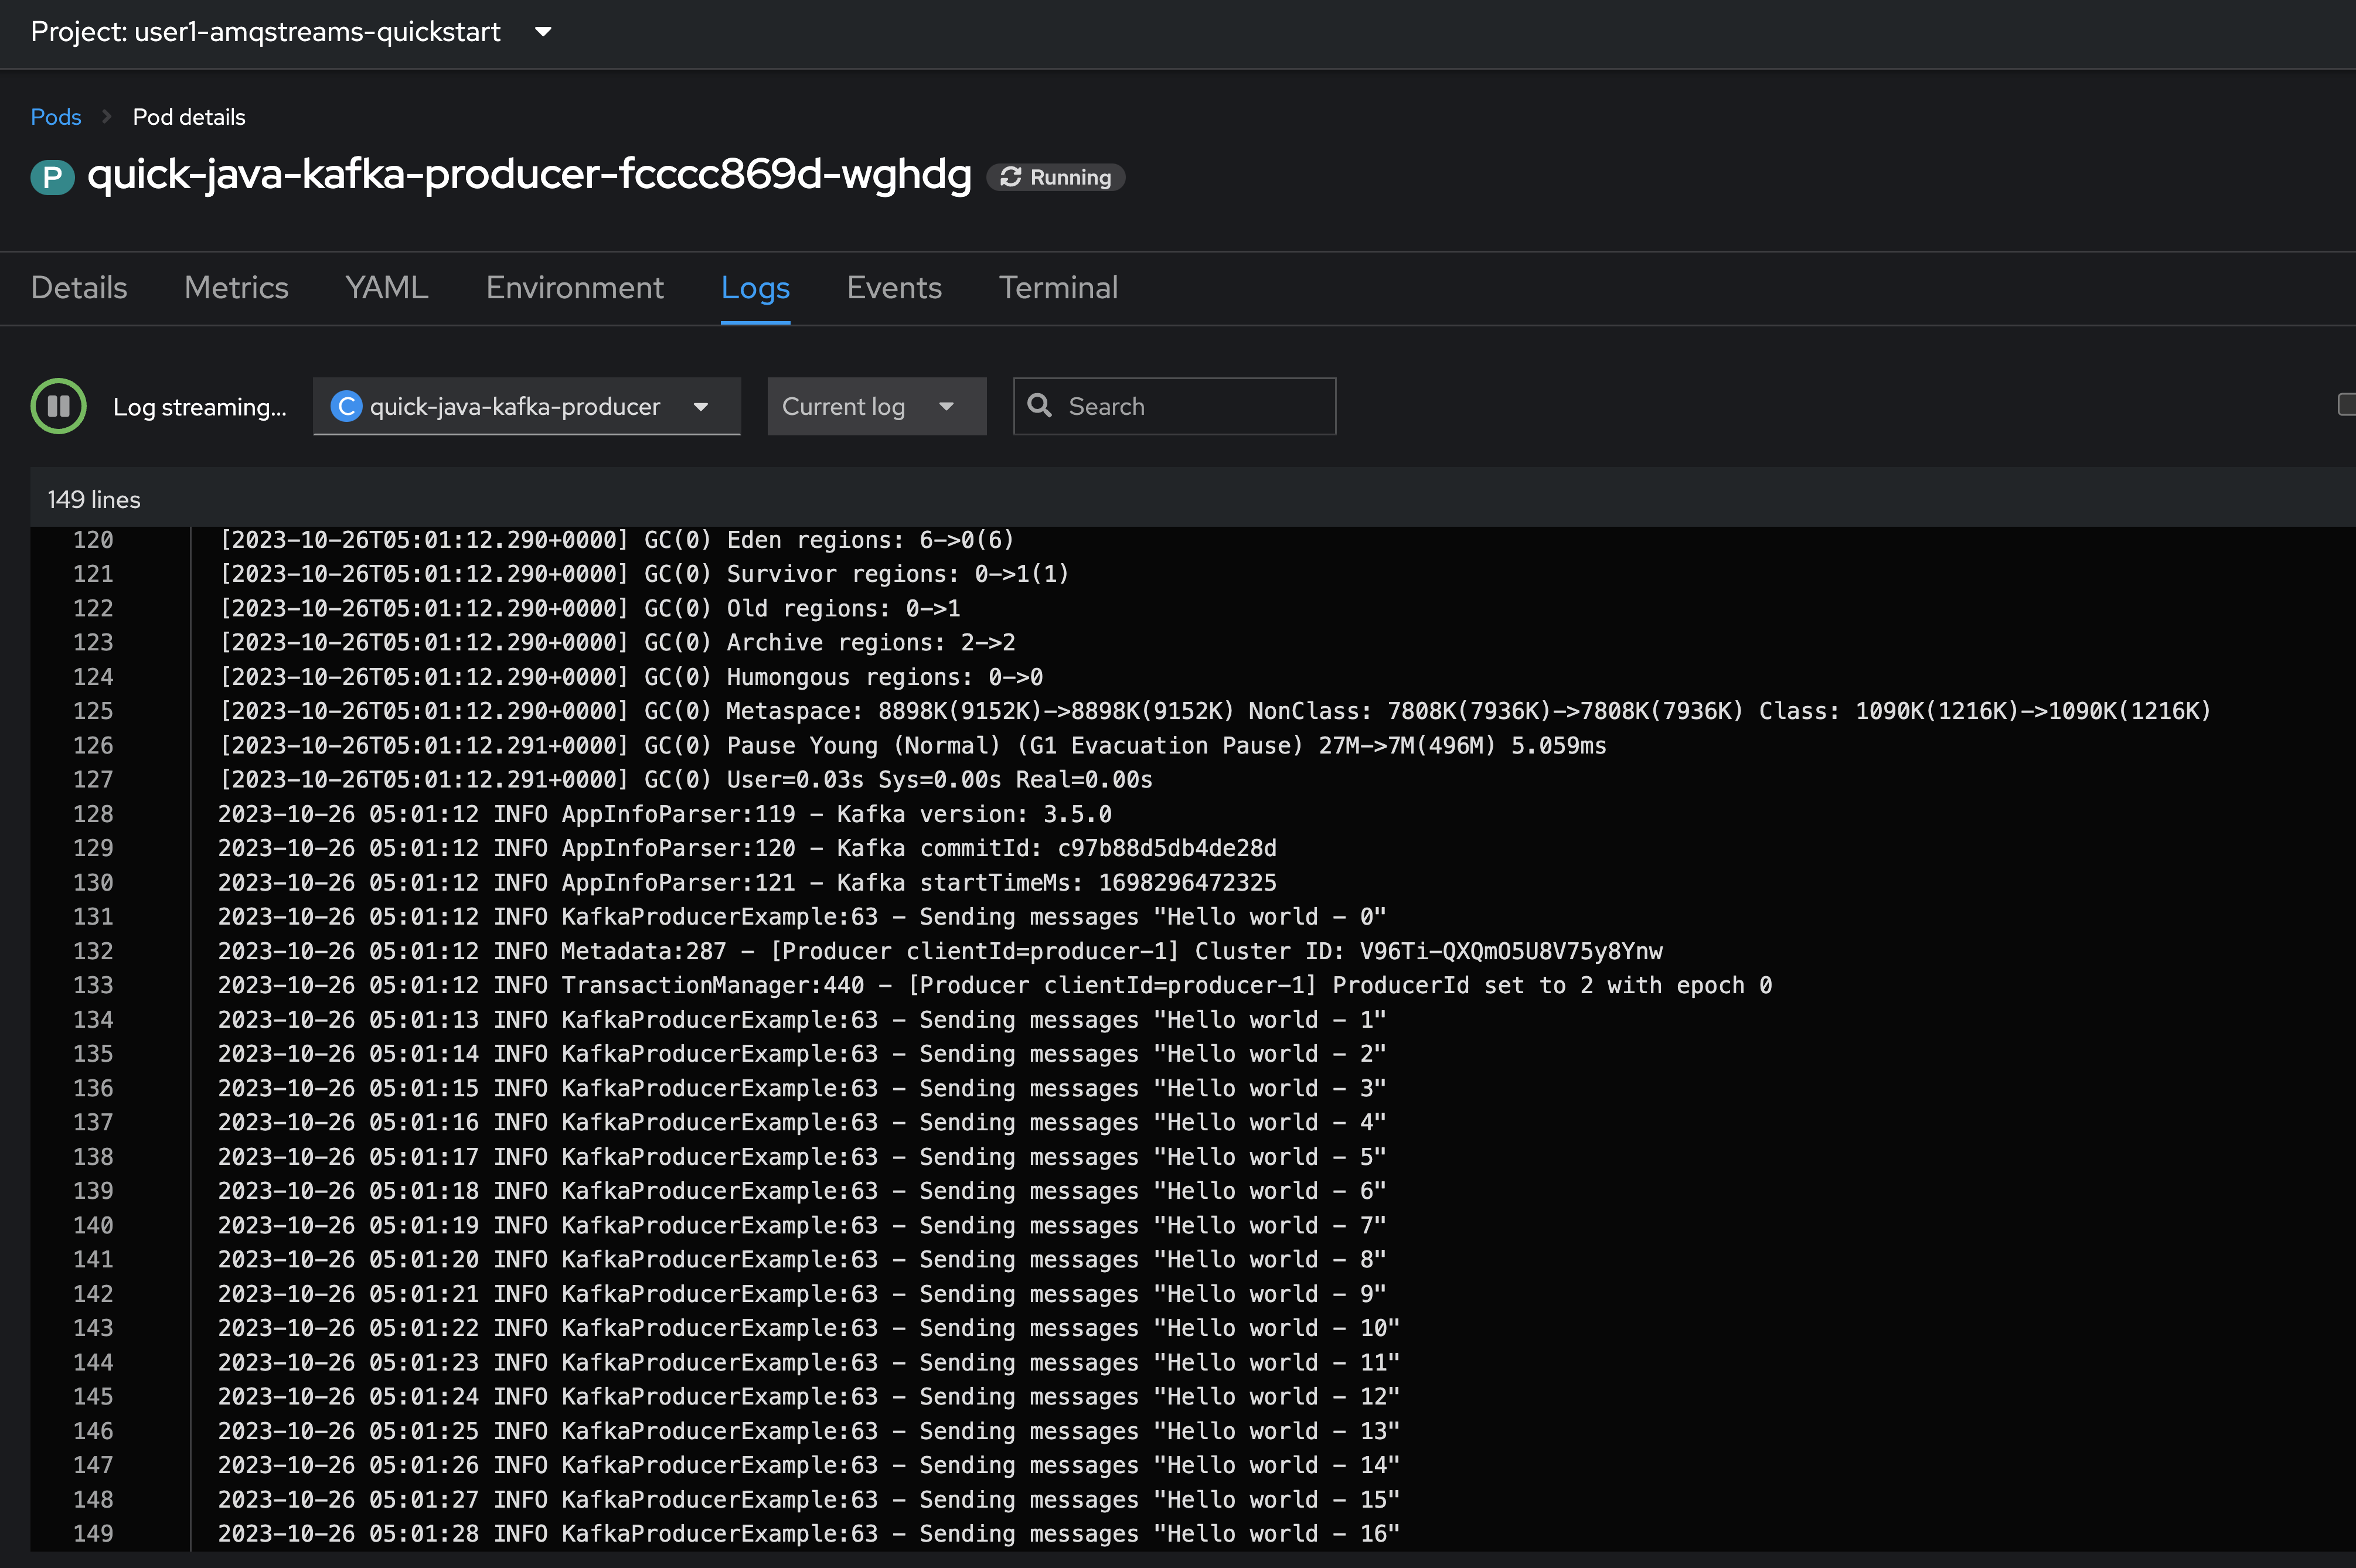 Project: user1-amqstreams-quickstart
Pods > Pod details
P quick-java-kafka-producer-fcccc869d-wghdg Running
Details Metrics YAML Environment Logs Events Terminal
Log streaming... C quick-java-kafka-producer Current log Search
149 lines
120 [2023-10-26T05:01:12.290+0000] GC(0) Eden regions: 6->0(6)
121 [2023-10-26T05:01:12.290+0000] GC(0) Survivor regions: 0->1(1)
122 [2023-10-26T05:01:12.290+0000] GC(0) Old regions: 0->1
123 [2023-10-26T05:01:12.290+0000] GC(0) Archive regions: 2->2
124 [2023-10-26T05:01:12.290+0000] GC(0) Humongous regions: 0->0
125 [2023-10-26T05:01:12.290+0000] GC(0) Metaspace: 8898K(9152K)->8898K(9152K) NonClass: 7808K(7936K)->7808K(7936K) Class: 1090K(1216K)->1090K(1216K)
126 [2023-10-26T05:01:12.291+0000] GC(0) Pause Young (Normal) (G1 Evacuation Pause) 27M->7M(496M) 5.059ms
127 [2023-10-26T05:01:12.291+0000] GC(0) User=0.03s Sys=0.00s Real=0.00s
128 2023-10-26 05:01:12 INFO AppInfoParser:119 - Kafka version: 3.5.0
129 2023-10-26 05:01:12 INFO AppInfoParser:120 - Kafka commitId: c97b88d5db4de28d
130 2023-10-26 05:01:12 INFO AppInfoParser:121 - Kafka startTimeMs: 1698296472325
131 2023-10-26 05:01:12 INFO KafkaProducerExample:63 - Sending messages "Hello world - 0"
132 2023-10-26 05:01:12 INFO Metadata:287 - [Producer clientId=producer-1] Cluster ID: V96Ti-QXQmO5U8V75y8Ynw
133 2023-10-26 05:01:12 INFO TransactionManager:440 - [Producer clientId=producer-1] ProducerId set to 2 with epoch 0
134 2023-10-26 05:01:13 INFO KafkaProducerExample:63 - Sending messages "Hello world - 1"
135 2023-10-26 05:01:14 INFO KafkaProducerExample:63 - Sending messages "Hello world - 2"
136 2023-10-26 05:01:15 INFO KafkaProducerExample:63 - Sending messages "Hello world - 3"
137 2023-10-26 05:01:16 INFO KafkaProducerExample:63 - Sending messages "Hello world - 4"
138 2023-10-26 05:01:17 INFO KafkaProducerExample:63 - Sending messages "Hello world - 5"
139 2023-10-26 05:01:18 INFO KafkaProducerExample:63 - Sending messages "Hello world - 6"
140 2023-10-26 05:01:19 INFO KafkaProducerExample:63 - Sending messages "Hello world - 7"
141 2023-10-26 05:01:20 INFO KafkaProducerExample:63 - Sending messages "Hello world - 8"
142 2023-10-26 05:01:21 INFO KafkaProducerExample:63 - Sending messages "Hello world - 9"
143 2023-10-26 05:01:22 INFO KafkaProducerExample:63 - Sending messages "Hello world - 10"
144 2023-10-26 05:01:23 INFO KafkaProducerExample:63 - Sending messages "Hello world - 11"
145 2023-10-26 05:01:24 INFO KafkaProducerExample:63 - Sending messages "Hello world - 12"
146 2023-10-26 05:01:25 INFO KafkaProducerExample:63 - Sending messages "Hello world - 13"
147 2023-10-26 05:01:26 INFO KafkaProducerExample:63 - Sending messages "Hello world - 14"
148 2023-10-26 05:01:27 INFO KafkaProducerExample:63 - Sending messages "Hello world - 15"
149 2023-10-26 05:01:28 INFO KafkaProducerExample:63 - Sending messages "Hello world - 16"